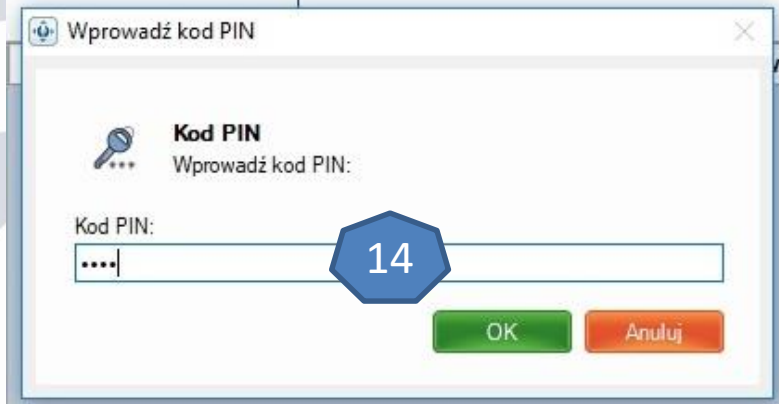 Wprowadź kod PIN
Kod PIN
Wprowadź kod PIN:
Kod PIN:
••••
14
OK
Anuluj